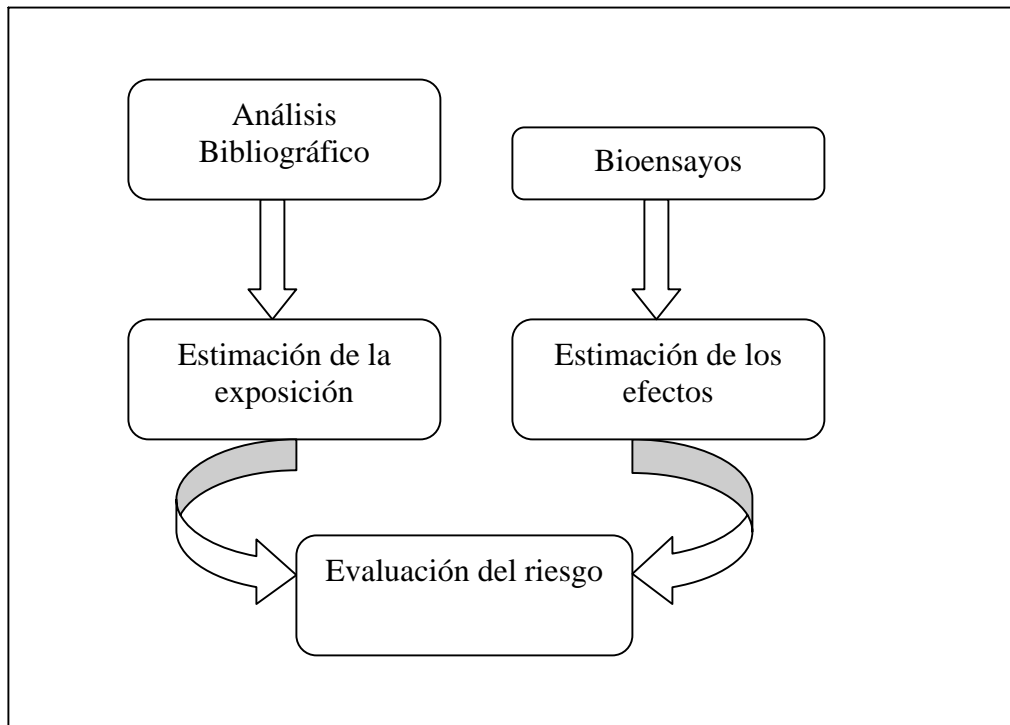 Análisis
Bibliográfico
Bioensayos
Estimación de la
exposición
Estimación de los
efectos
Evaluación del riesgo